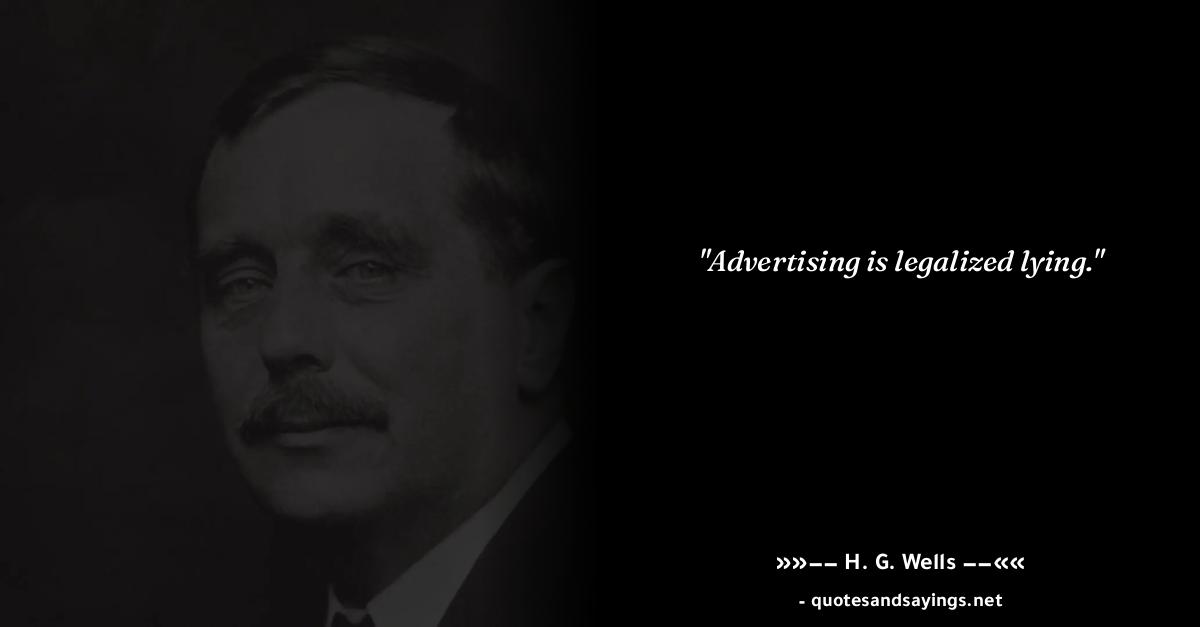 "Advertising is legalized lying."
»»−− H. G. Wells −−««
- quotesandsayings.net